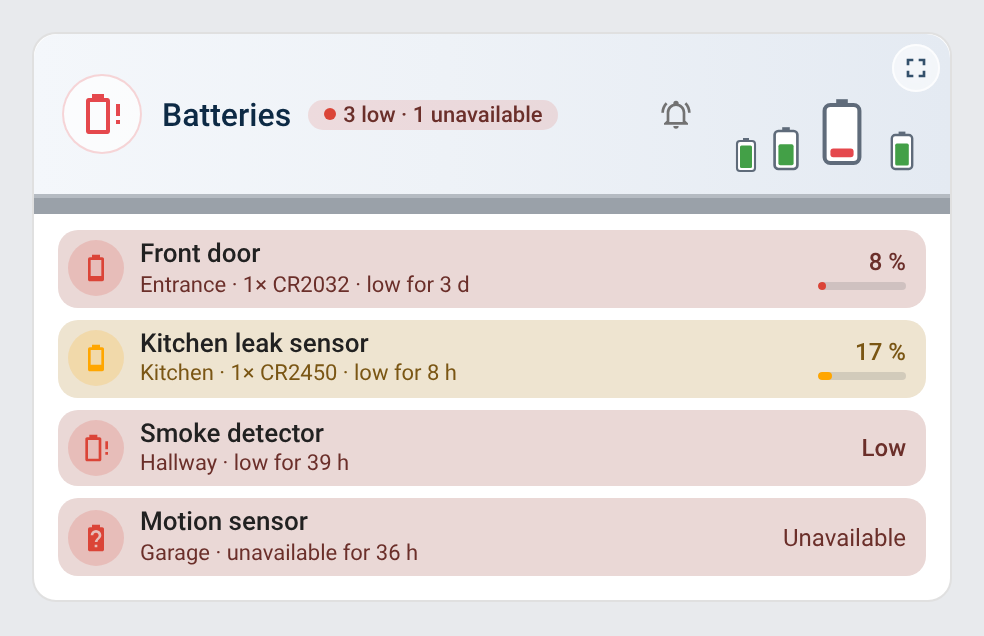 Batteries
3 low · 1 unavailable
Front door
Entrance · 1× CR2032 · low for 3 d
8 %
Kitchen leak sensor
Kitchen · 1× CR2450 · low for 8 h
17 %
Smoke detector
Hallway · low for 39 h
Low
Motion sensor
Garage · unavailable for 36 h
Unavailable